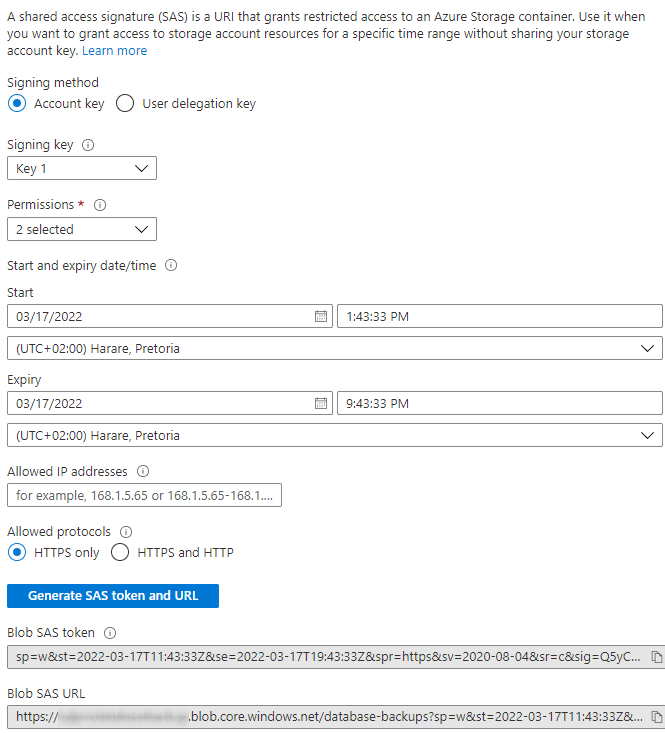 A shared access signature (SAS) is a URI that grants restricted access to an Azure Storage container. Use it when
you want to grant access to storage account resources for a specific time range without sharing your storage
account key. Learn more
Signing method
Account key User delegation key
Signing key
Key 1
Permissions *
2 selected
Start and expiry date/time
Start
03/17/2022 1:43:33 PM
(UTC+02:00) Harare, Pretoria
Expiry
03/17/2022 9:43:33 PM
(UTC+02:00) Harare, Pretoria
Allowed IP addresses
for example, 168.1.5.65 or 168.1.5.65-168.1....
Allowed protocols
HTTPS only HTTPS and HTTP
Generate SAS token and URL
Blob SAS token
sp=w&st=2022-03-17T11:43:33Z&se=2022-03-17T19:43:33Z&spr=https&sv=2020-08-04&sr=c&sig=Q5yC...
Blob SAS URL
https:// .blob.core.windows.net/database-backups?sp=w&st=2022-03-17T11:43:33Z&...